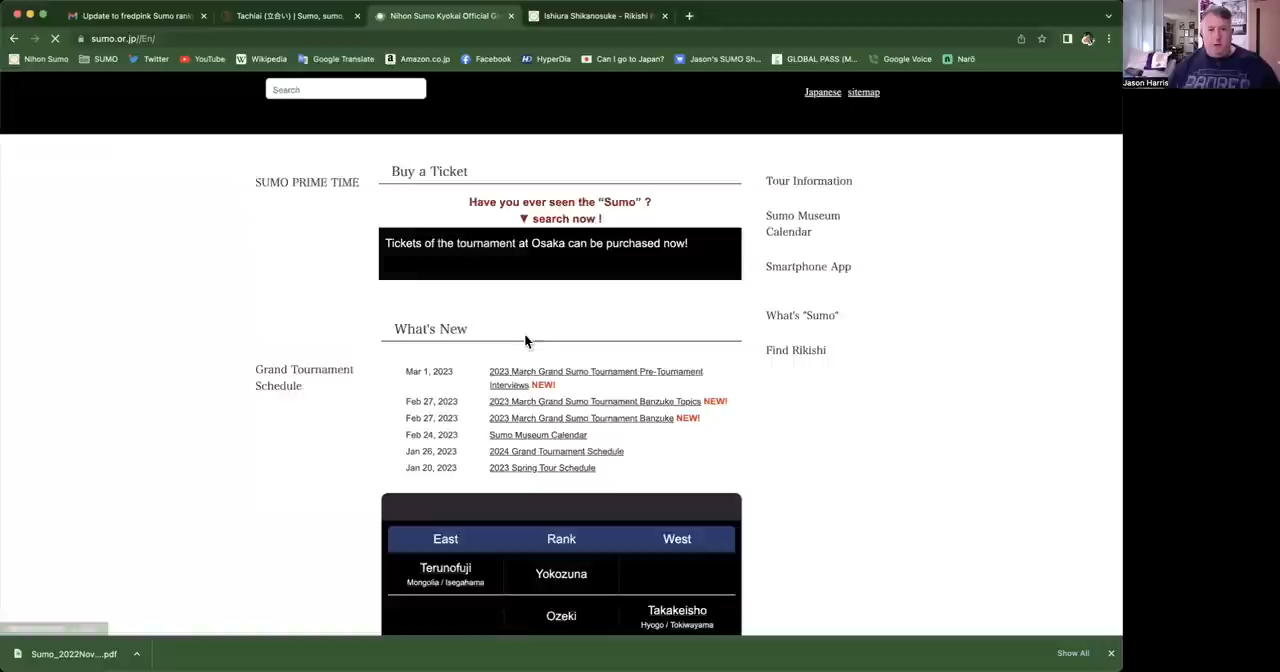 Update to fredpink Sumo rank
Tachiai (立合い) | Sumo, sumo,
Nihon Sumo Kyokai Official G
Ishiura Shikanosuke - Rikishi
sumo.or.jp//En/
Nihon Sumo
SUMO
Twitter
YouTube
Wikipedia
Google Translate
Amazon.co.jp
Facebook
HyperDia
Can I go to Japan?
Jason's SUMO Sh...
GLOBAL PASS (M...
Google Voice
Narō
Jason Harris
PADRES
Search
Japanese sitemap
SUMO PRIME TIME
Buy a Ticket
Have you ever seen the "Sumo" ?
▼ search now !
Tickets of the tournament at Osaka can be purchased now!
Tour Information
Sumo Museum
Calendar
Smartphone App
What's "Sumo"
Find Rikishi
What's New
Grand Tournament
Schedule
Mar 1, 2023 2023 March Grand Sumo Tournament Pre-Tournament
Interviews NEW!
Feb 27, 2023 2023 March Grand Sumo Tournament Banzuke Topics NEW!
Feb 27, 2023 2023 March Grand Sumo Tournament Banzuke NEW!
Feb 24, 2023 Sumo Museum Calendar
Jan 26, 2023 2024 Grand Tournament Schedule
Jan 20, 2023 2023 Spring Tour Schedule
East Rank West
Terunofuji Yokozuna
Mongolia / Isegahama
Ozeki Takakeisho
Hyogo / Tokiwayama
Sumo_2022Nov....pdf
Show All